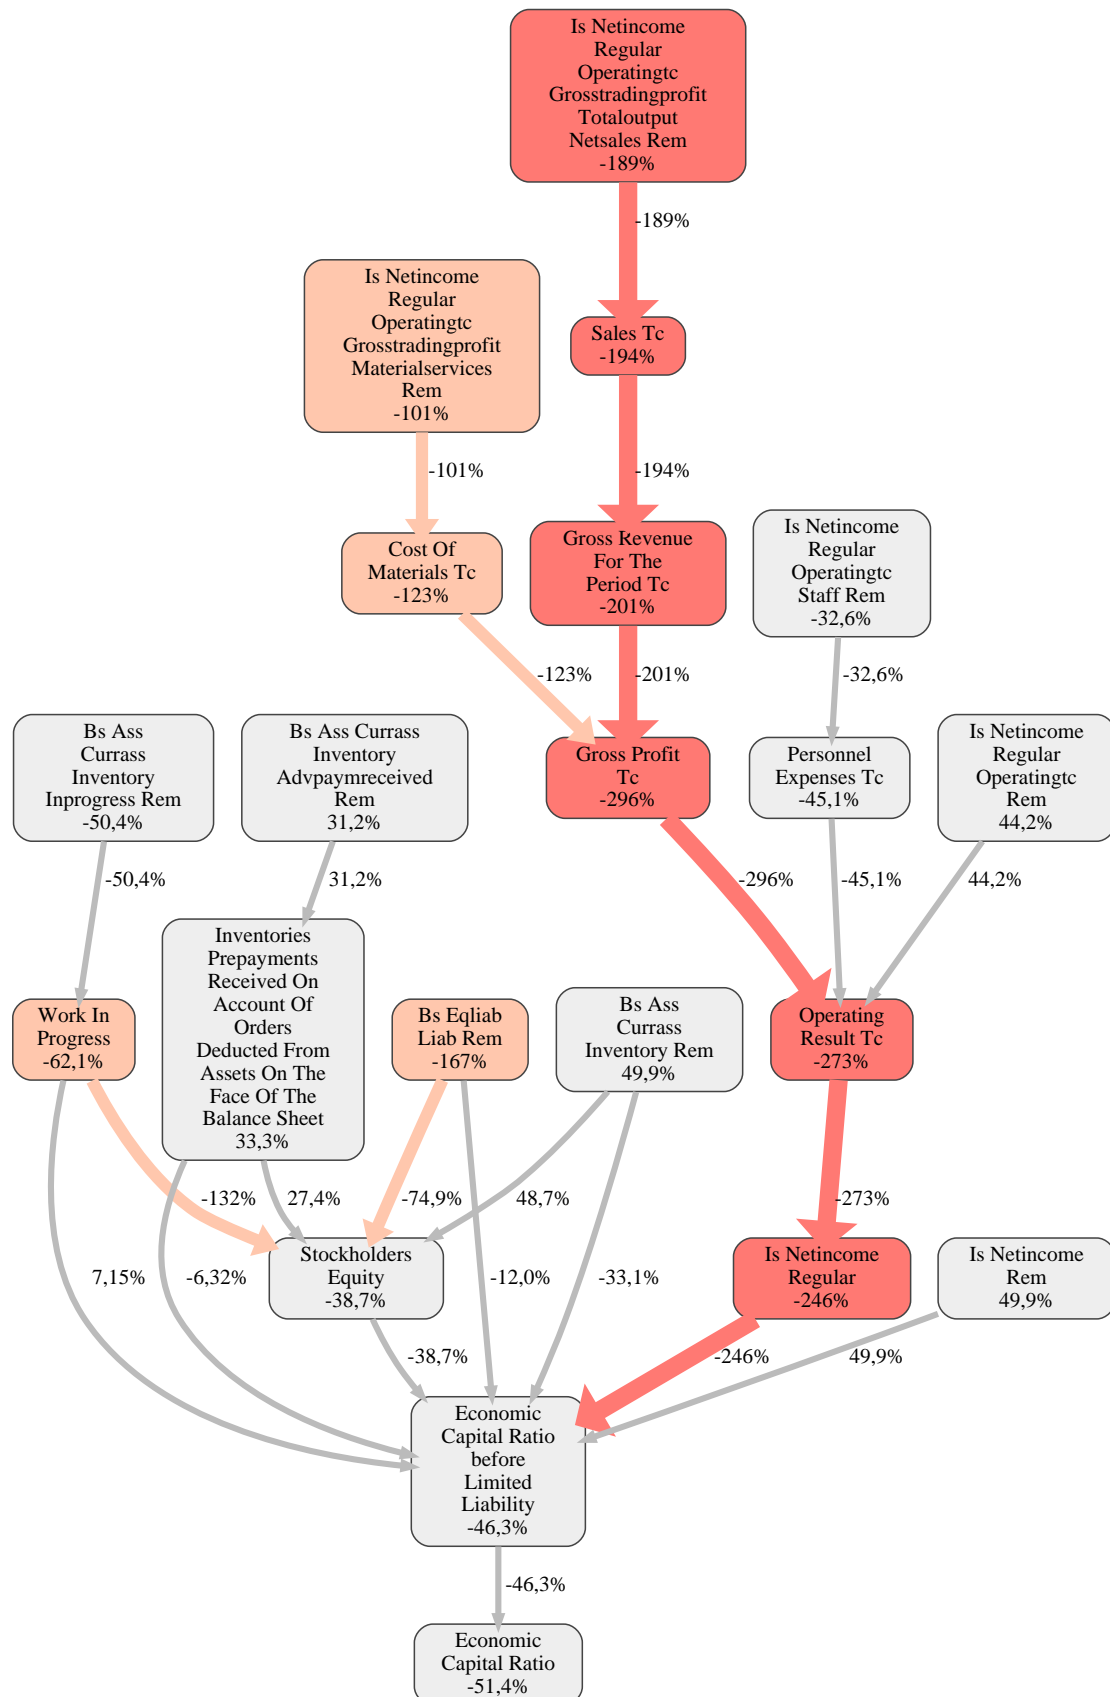 Is Netincome
Regular
Operatingtc
Grosstradingprofit
Totaloutput
Netsales Rem
-189%
-189%
Is Netincome
Regular
Operatingtc
Grosstradingprofit
Materialservices
Rem
-101%
Sales Tc
-194%
-101%
-194%
Is Netincome
Regular
Operatingtc
Staff Rem
-32,6%
Cost Of
Materials Tc
-123%
Gross Revenue
For The
Period Tc
-201%
-123%
-201%
-32,6%
Bs Ass
Currass
Inventory
Inprogress Rem
-50,4%
Bs Ass Currass
Inventory
Advpaymreceived
Rem
31,2%
Gross Profit
Tc
-296%
Personnel
Expenses Tc
-45,1%
Is Netincome
Regular
Operatingtc
Rem
44,2%
-50,4%
31,2%
-296%
-45,1%
44,2%
Inventories
Prepayments
Received On
Account Of
Orders
Deducted From
Assets On The
Face Of The
Balance Sheet
33,3%
Work In
Progress
-62,1%
Bs Eqliab
Liab Rem
-167%
Bs Ass
Currass
Inventory Rem
49,9%
Operating
Result Tc
-273%
-132%
27,4%
-74,9%
48,7%
-273%
Stockholders
Equity
-38,7%
7,15%
-6,32%
-12,0%
-33,1%
Is Netincome
Regular
-246%
Is Netincome
Rem
49,9%
-38,7%
-246%
49,9%
Economic
Capital Ratio
before
Limited
Liability
-46,3%
-46,3%
Economic
Capital Ratio
-51,4%